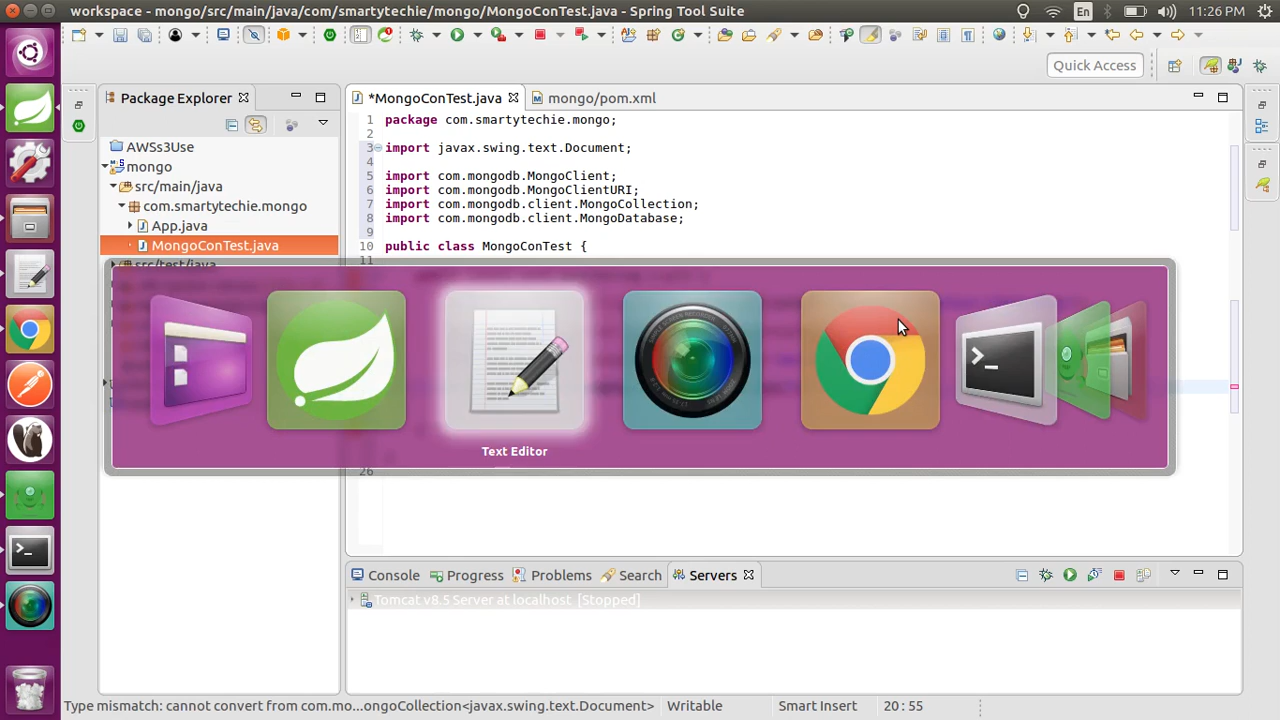 workspace - mongo/src/main/java/com/smartytechie/mongo/MongoConTest.java - Spring Tool Suite
En
11:26 PM
Quick Access
Package Explorer
*MongoConTest.java
mongo/pom.xml
AWSs3Use
mongo
src/main/java
com.smartytechie.mongo
App.java
MongoConTest.java
src/test/java
1 package com.smartytechie.mongo;
2
3 import javax.swing.text.Document;
4
5 import com.mongodb.MongoClient;
6 import com.mongodb.MongoClientURI;
7 import com.mongodb.client.MongoCollection;
8 import com.mongodb.client.MongoDatabase;
9
10 public class MongoConTest {
11
Text Editor
26
Console
Progress
Problems
Search
Servers
Tomcat v8.5 Server at localhost [Stopped]
Type mismatch: cannot convert from com.mo...ongoCollection<javax.swing.text.Document>
Writable
Smart Insert
20 : 55